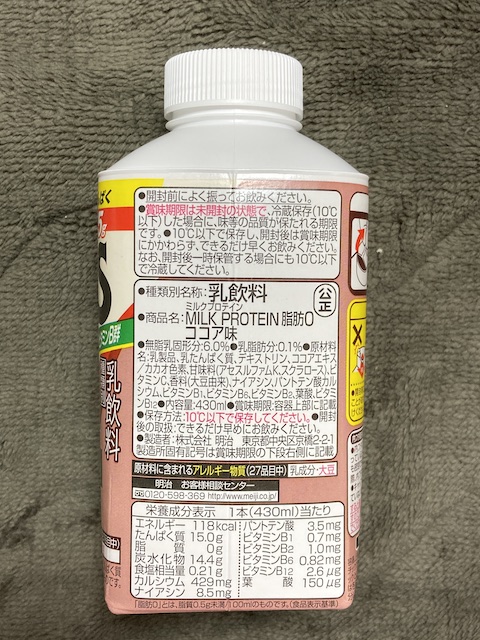 ●開封前によく振ってお飲みください。
●賞味期限は未開封の状態で、冷蔵保存(10℃
以下)した場合に、味等の品質が保たれる期限
です。●10℃以下で保存し、開封後は賞味期限
にかかわらず、できるだけ早くお飲みください。
なお、開封後一時保管する場合にも10℃以下
で冷蔵してください。
●種類別名称:乳飲料
公正
ミルクプロテイン
●商品名:MILK PROTEIN 脂肪0
ココア味
●無脂乳固形分:6.0%●乳脂肪分:0.1%●原材料
名:乳製品、乳たんぱく質、デキストリン、ココアエキス
/カカオ色素、甘味料(アセスルファムK、スクラロース)、ビ
タミンC、香料(大豆由来)、ナイアシン、パントテン酸カル
シウム、ビタミンB1、ビタミンB6、ビタミンB2、葉酸、ビタ
ミンB12●内容量:430ml●賞味期限:容器上部に記載
●保存方法:10℃以下で保存してください。●開封
後の取扱:できるだけ早めにお飲みください。
●製造者:株式会社 明治 東京都中央区京橋2-2-1
製造所固有記号は賞味期限の下段右側に記載
原材料に含まれるアレルギー物質(27品目中) 乳成分・大豆
明治 お客様相談センター
0120-598-369 http://www.meiji.co.jp/
栄養成分表示 1本(430ml)当たり
エネルギー 118kcal パントテン酸 3.5mg
たんぱく質 15.0g ビタミンB1 0.7mg
脂質 0g ビタミンB2 1.0mg
炭水化物 14.4g ビタミンB6 0.82mg
食塩相当量 0.21g ビタミンB12 2.6μg
カルシウム 429mg 葉酸 150μg
ナイアシン 8.5mg
「脂肪0」とは、脂質0.5g未満/100mlのものです。(食品表示基準)
S
ビタミンB群
乳飲料